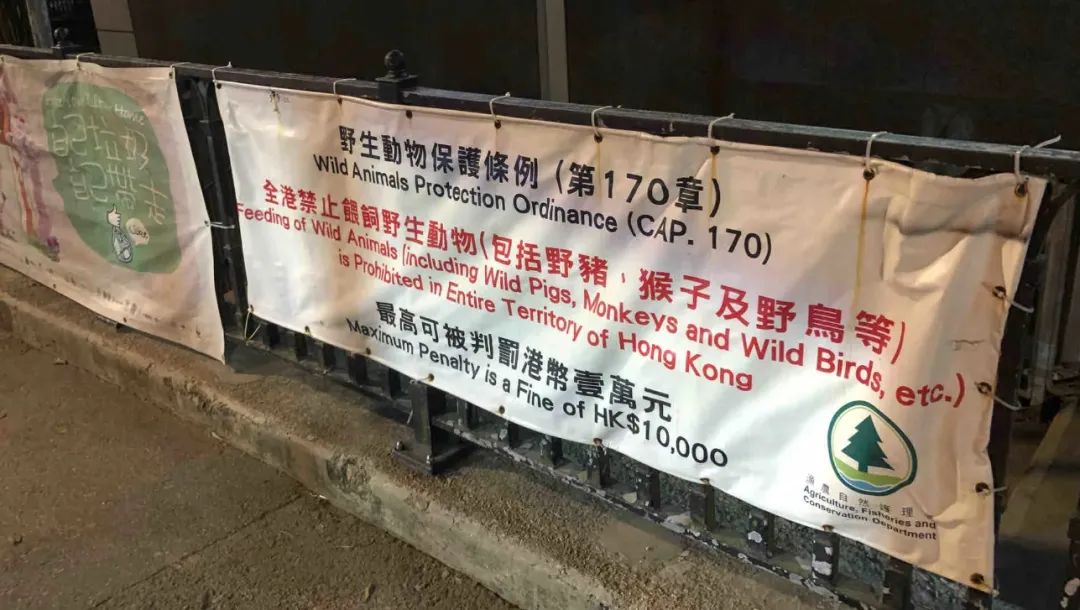 野生動物保護條例（第170章）
Wild Animals Protection Ordinance (CAP. 170)
全港禁止餵飼野生動物(包括野豬，猴子及野鳥等)
Feeding of Wild Animals (including Wild Pigs, Monkeys and Wild Birds, etc.)
is Prohibited in Entire Territory of Hong Kong
最高可被判罰港幣壹萬元
Maximum Penalty is a Fine of HK$10,000
漁農自然護理
Agriculture, Fisheries and
Conservation Department